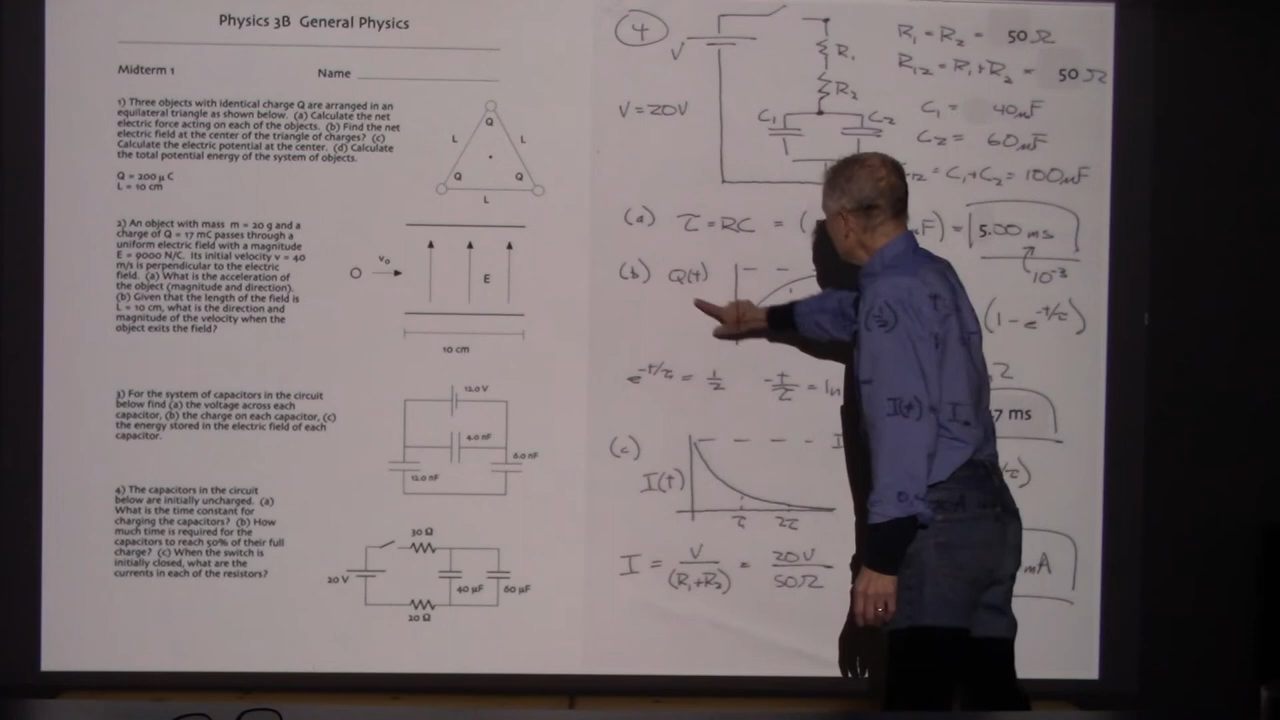 Physics 3B General Physics
Midterm 1
Name
1) Three objects with identical charge Q are arranged in an
equilateral triangle as shown below. (a) Calculate the net
electric force acting on each of the objects. (b) Find the net
electric field at the center of the triangle of charges? (c)
Calculate the electric potential at the center. (d) Calculate
the total potential energy of the system of objects.
Q = 200 μ C
L = 10 cm
Q
L
L
Q
Q
L
2) An object with mass m = 20 g and a
charge of Q = 17 mC passes through a
uniform electric field with a magnitude
E = 9000 N/C. Its initial velocity v = 40
m/s is perpendicular to the electric
field. (a) What is the acceleration of
the object (magnitude and direction).
(b) Given that the length of the field is
L = 10 cm, what is the direction and
magnitude of the velocity when the
object exits the field?
v₀
E
10 cm
3) For the system of capacitors in the circuit
below find (a) the voltage across each
capacitor, (b) the charge on each capacitor, (c)
the energy stored in the electric field of each
capacitor.
12.0 V
4.0 nF
6.0 nF
12.0 nF
4) The capacitors in the circuit
below are initially uncharged. (a)
What is the time constant for
charging the capacitors? (b) How
much time is required for the
capacitors to reach 50% of their full
charge? (c) When the switch is
initially closed, what are the
currents in each of the resistors?
30 Ω
20 V
40 μF
60 μF
20 Ω
4
V
R₁
R₂
C₁
C₂
V = 20V
R₁ = R₂ = 50 Ω
R₁₂ = R₁ + R₂ = 50 Ω
C₁ = 40 μF
C₂ = 60 μF
₁₂ = C₁ + C₂ = 100 μF
(a) τ = RC = ( F) = 5.00 ms
10⁻³
(b) Q(t)
(1/2)
(1 - e^-t/τ)
e^-t/τ = 1/2 -t/τ = ln 2
7 ms
(c)
I(t)
I(t) = I₀
τ 2τ
I = V/(R₁+R₂) = 20V/50Ω
mA